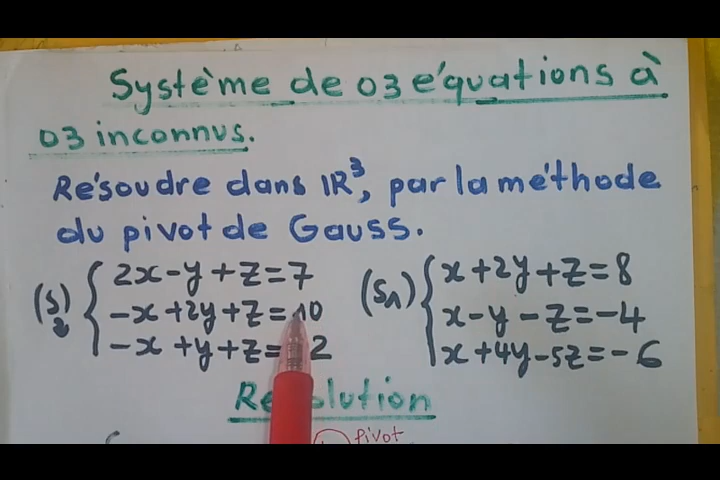 Système de 03 équations à
03 inconnus.
Résoudre dans IR³, par la méthode
du pivot de Gauss.
(S)₂ { 2x-y+z=7
-x+2y+z=10
-x+y+z= 2
(S₁) { x+2y+z=8
x-y-z=-4
x+4y-5z=-6
pivot